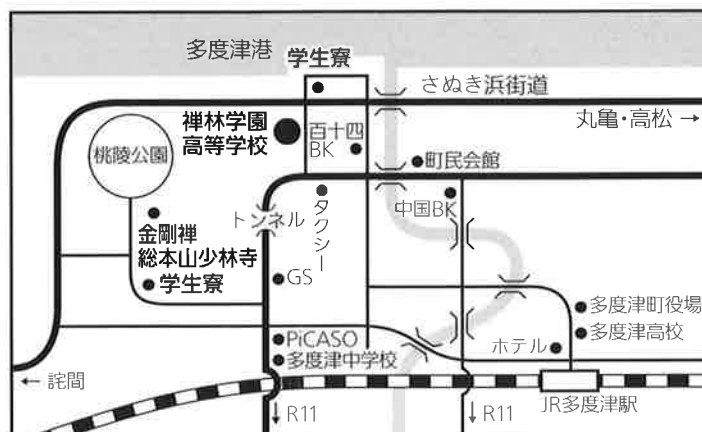 多度津港
学生寮
さぬき浜街道
禅林学園
高等学校
百十四
BK
丸亀・高松 →
桃陵公園
町民会館
トンネル
タクシー
中国BK
金剛禅
総本山少林寺
学生寮
GS
多度津町役場
PiCASO
多度津高校
ホテル
多度津中学校
← 詫間
JR多度津駅
↓ R11
↓ R11